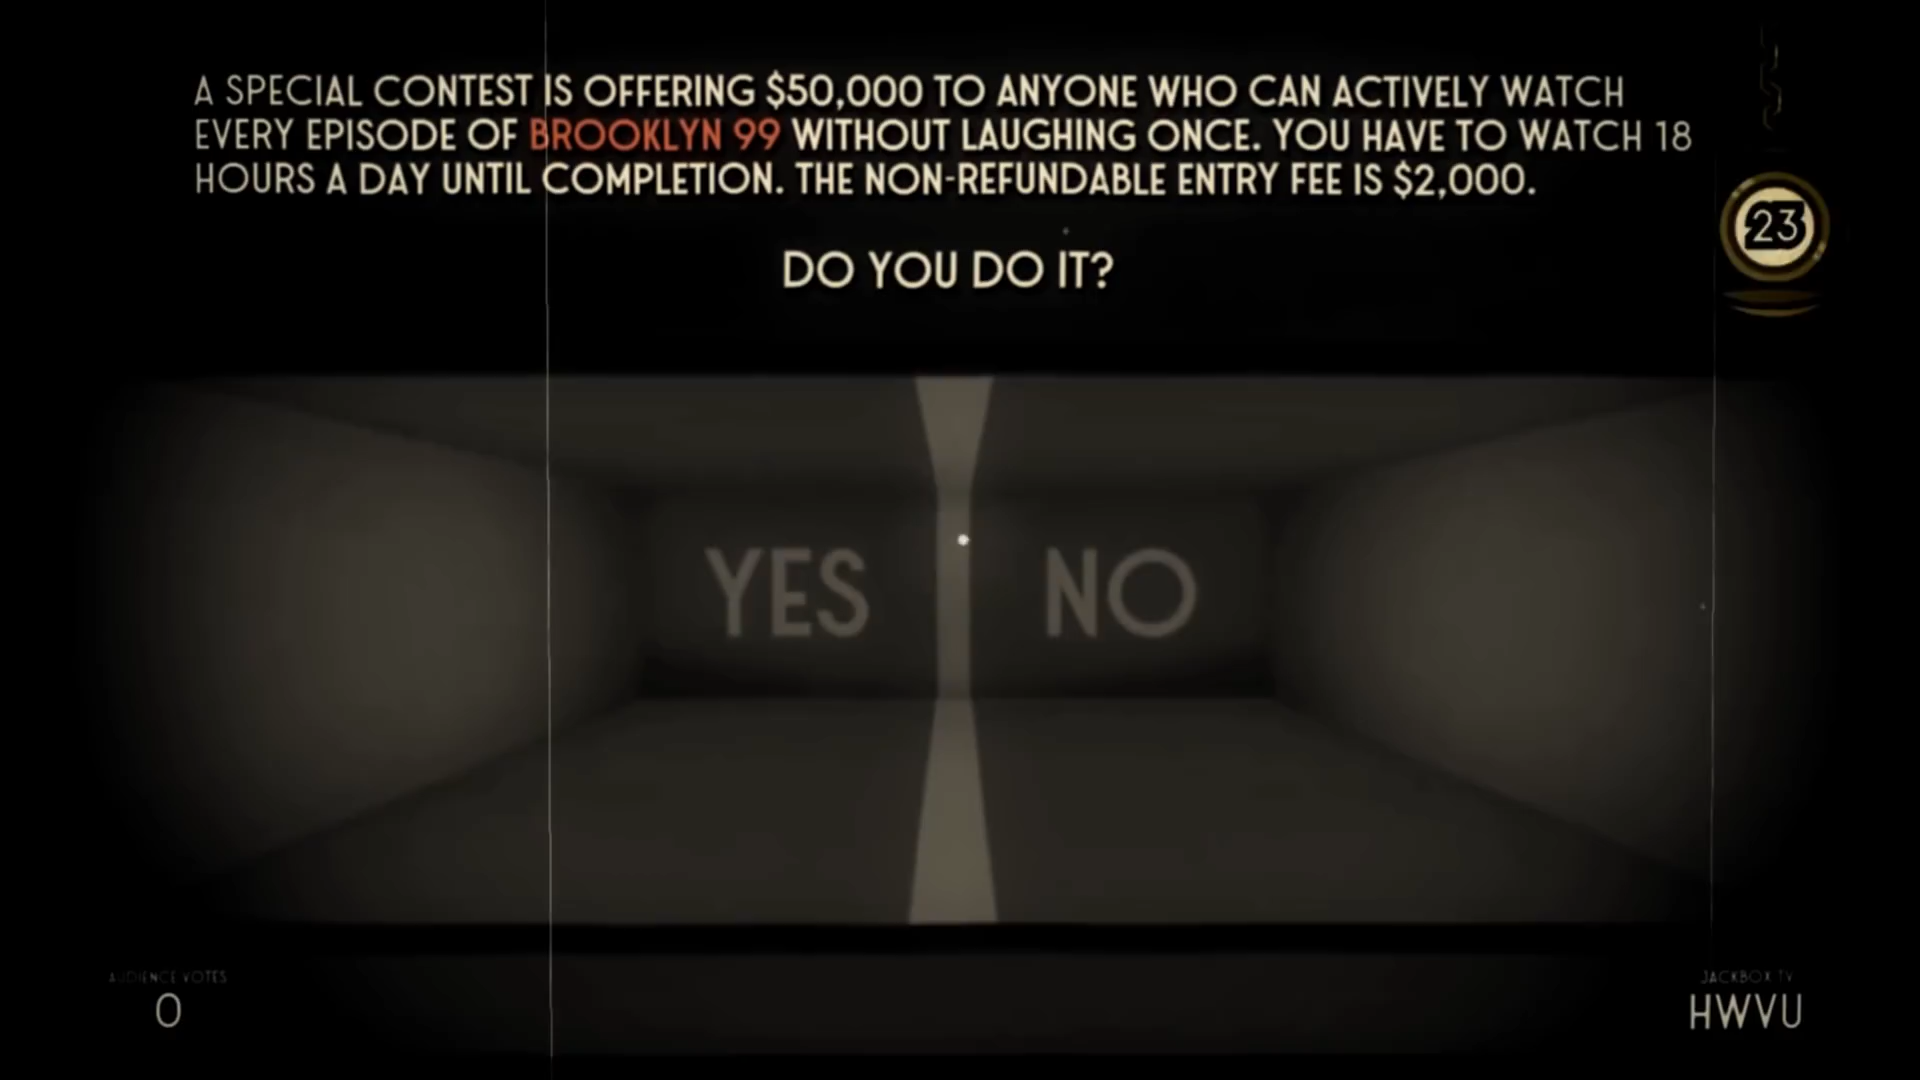 A SPECIAL CONTEST IS OFFERING $50,000 TO ANYONE WHO CAN ACTIVELY WATCH
EVERY EPISODE OF BROOKLYN 99 WITHOUT LAUGHING ONCE. YOU HAVE TO WATCH 18
HOURS A DAY UNTIL COMPLETION. THE NON-REFUNDABLE ENTRY FEE IS $2,000.
23
DO YOU DO IT?
YES NO
AUDIENCE VOTES
0
JACKBOX.TV
HWVU